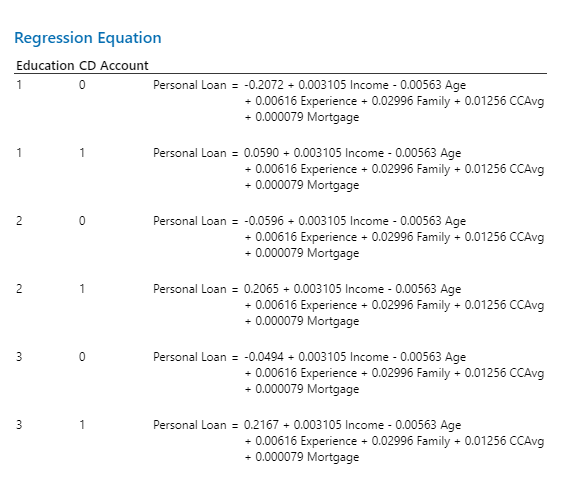 Regression Equation
Education CD Account
1 0 Personal Loan = -0.2072 + 0.003105 Income - 0.00563 Age
+ 0.00616 Experience + 0.02996 Family + 0.01256 CCAvg
+ 0.000079 Mortgage
1 1 Personal Loan = 0.0590 + 0.003105 Income - 0.00563 Age
+ 0.00616 Experience + 0.02996 Family + 0.01256 CCAvg
+ 0.000079 Mortgage
2 0 Personal Loan = -0.0596 + 0.003105 Income - 0.00563 Age
+ 0.00616 Experience + 0.02996 Family + 0.01256 CCAvg
+ 0.000079 Mortgage
2 1 Personal Loan = 0.2065 + 0.003105 Income - 0.00563 Age
+ 0.00616 Experience + 0.02996 Family + 0.01256 CCAvg
+ 0.000079 Mortgage
3 0 Personal Loan = -0.0494 + 0.003105 Income - 0.00563 Age
+ 0.00616 Experience + 0.02996 Family + 0.01256 CCAvg
+ 0.000079 Mortgage
3 1 Personal Loan = 0.2167 + 0.003105 Income - 0.00563 Age
+ 0.00616 Experience + 0.02996 Family + 0.01256 CCAvg
+ 0.000079 Mortgage